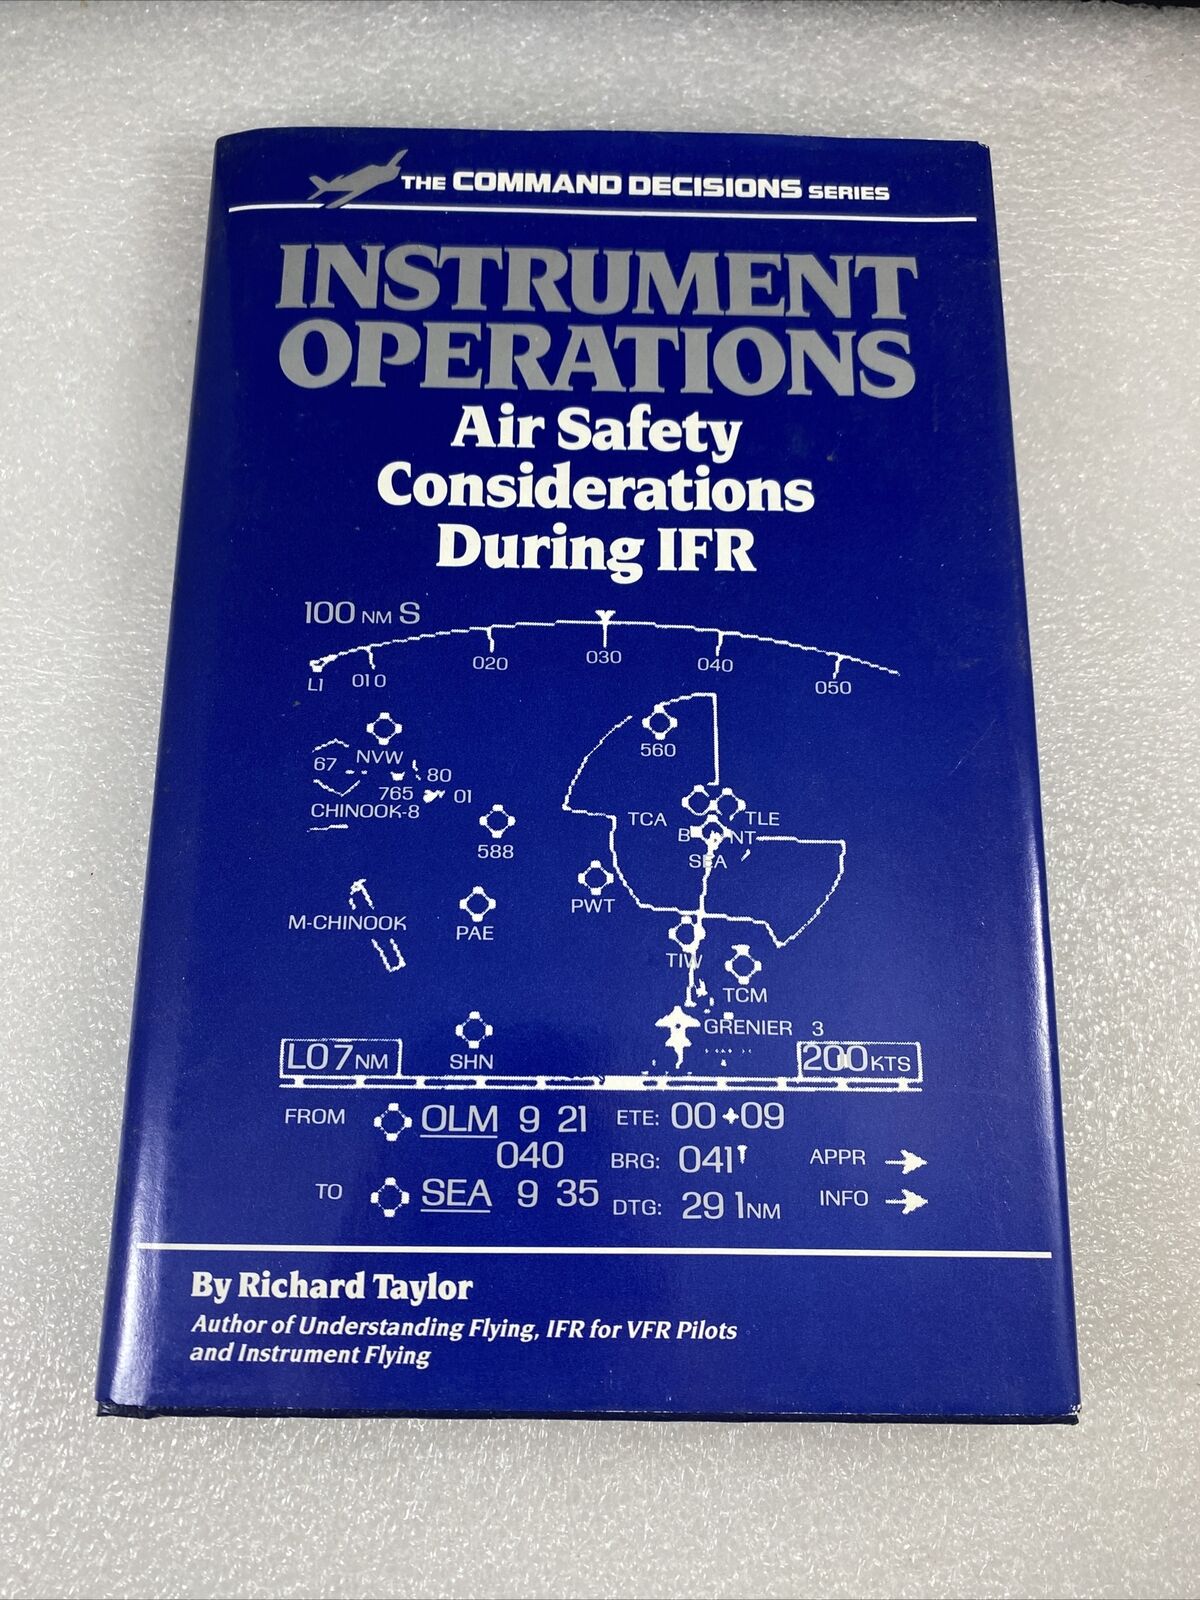 THE COMMAND DECISIONS SERIES
INSTRUMENT
OPERATIONS
Air Safety
Considerations
During IFR
100 NM S
LI 010 020 030 040 050
560
NVW
67 80
765 01
CHINOOK-8
TCA TLE
NT
588
SEA
PWT
M-CHINOOK
PAE
TIW
TCM
GRENIER 3
L07NM SHN 200KTS
FROM OLM 9 21 ETE: 00+09
040 BRG: 041 APPR
TO SEA 9 35 DTG: 29 1NM INFO
By Richard Taylor
Author of Understanding Flying, IFR for VFR Pilots
and Instrument Flying